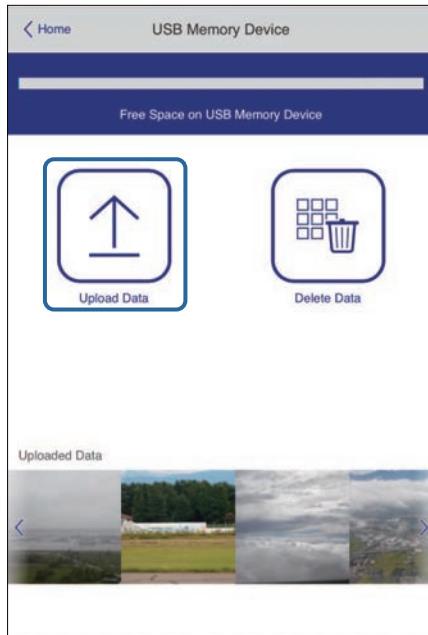 Home
USB Memory Device
Free Space on USB Memory Device
Upload Data
Delete Data
Uploaded Data